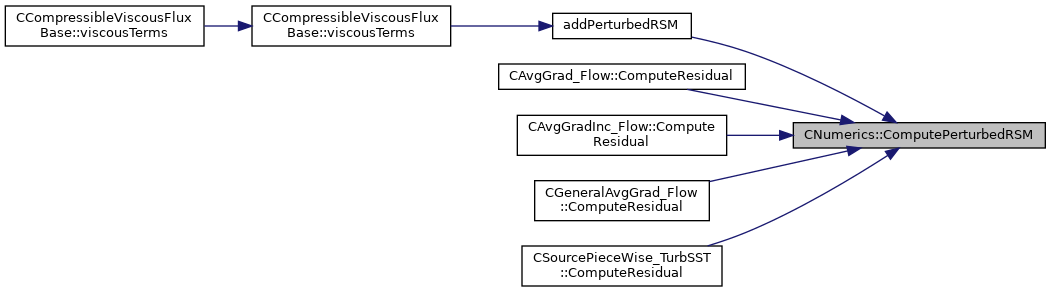 CCompressibleViscousFlux
Base::viscousTerms
CCompressibleViscousFlux
Base::viscousTerms
addPerturbedRSM
CAvgGrad_Flow::ComputeResidual
CAvgGradInc_Flow::Compute
Residual
CGeneralAvgGrad_Flow
::ComputeResidual
CSourcePieceWise_TurbSST
::ComputeResidual
CNumerics::ComputePerturbedRSM